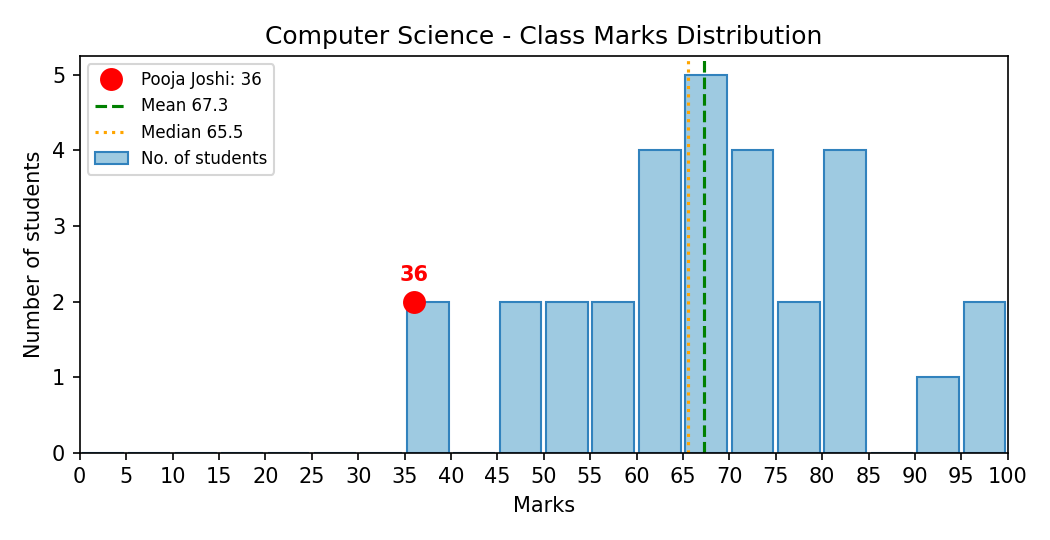 Computer Science - Class Marks Distribution
Pooja Joshi: 36
Mean 67.3
Median 65.5
No. of students
Number of students
5
4
3
2
1
0
36
0 5 10 15 20 25 30 35 40 45 50 55 60 65 70 75 80 85 90 95 100
Marks